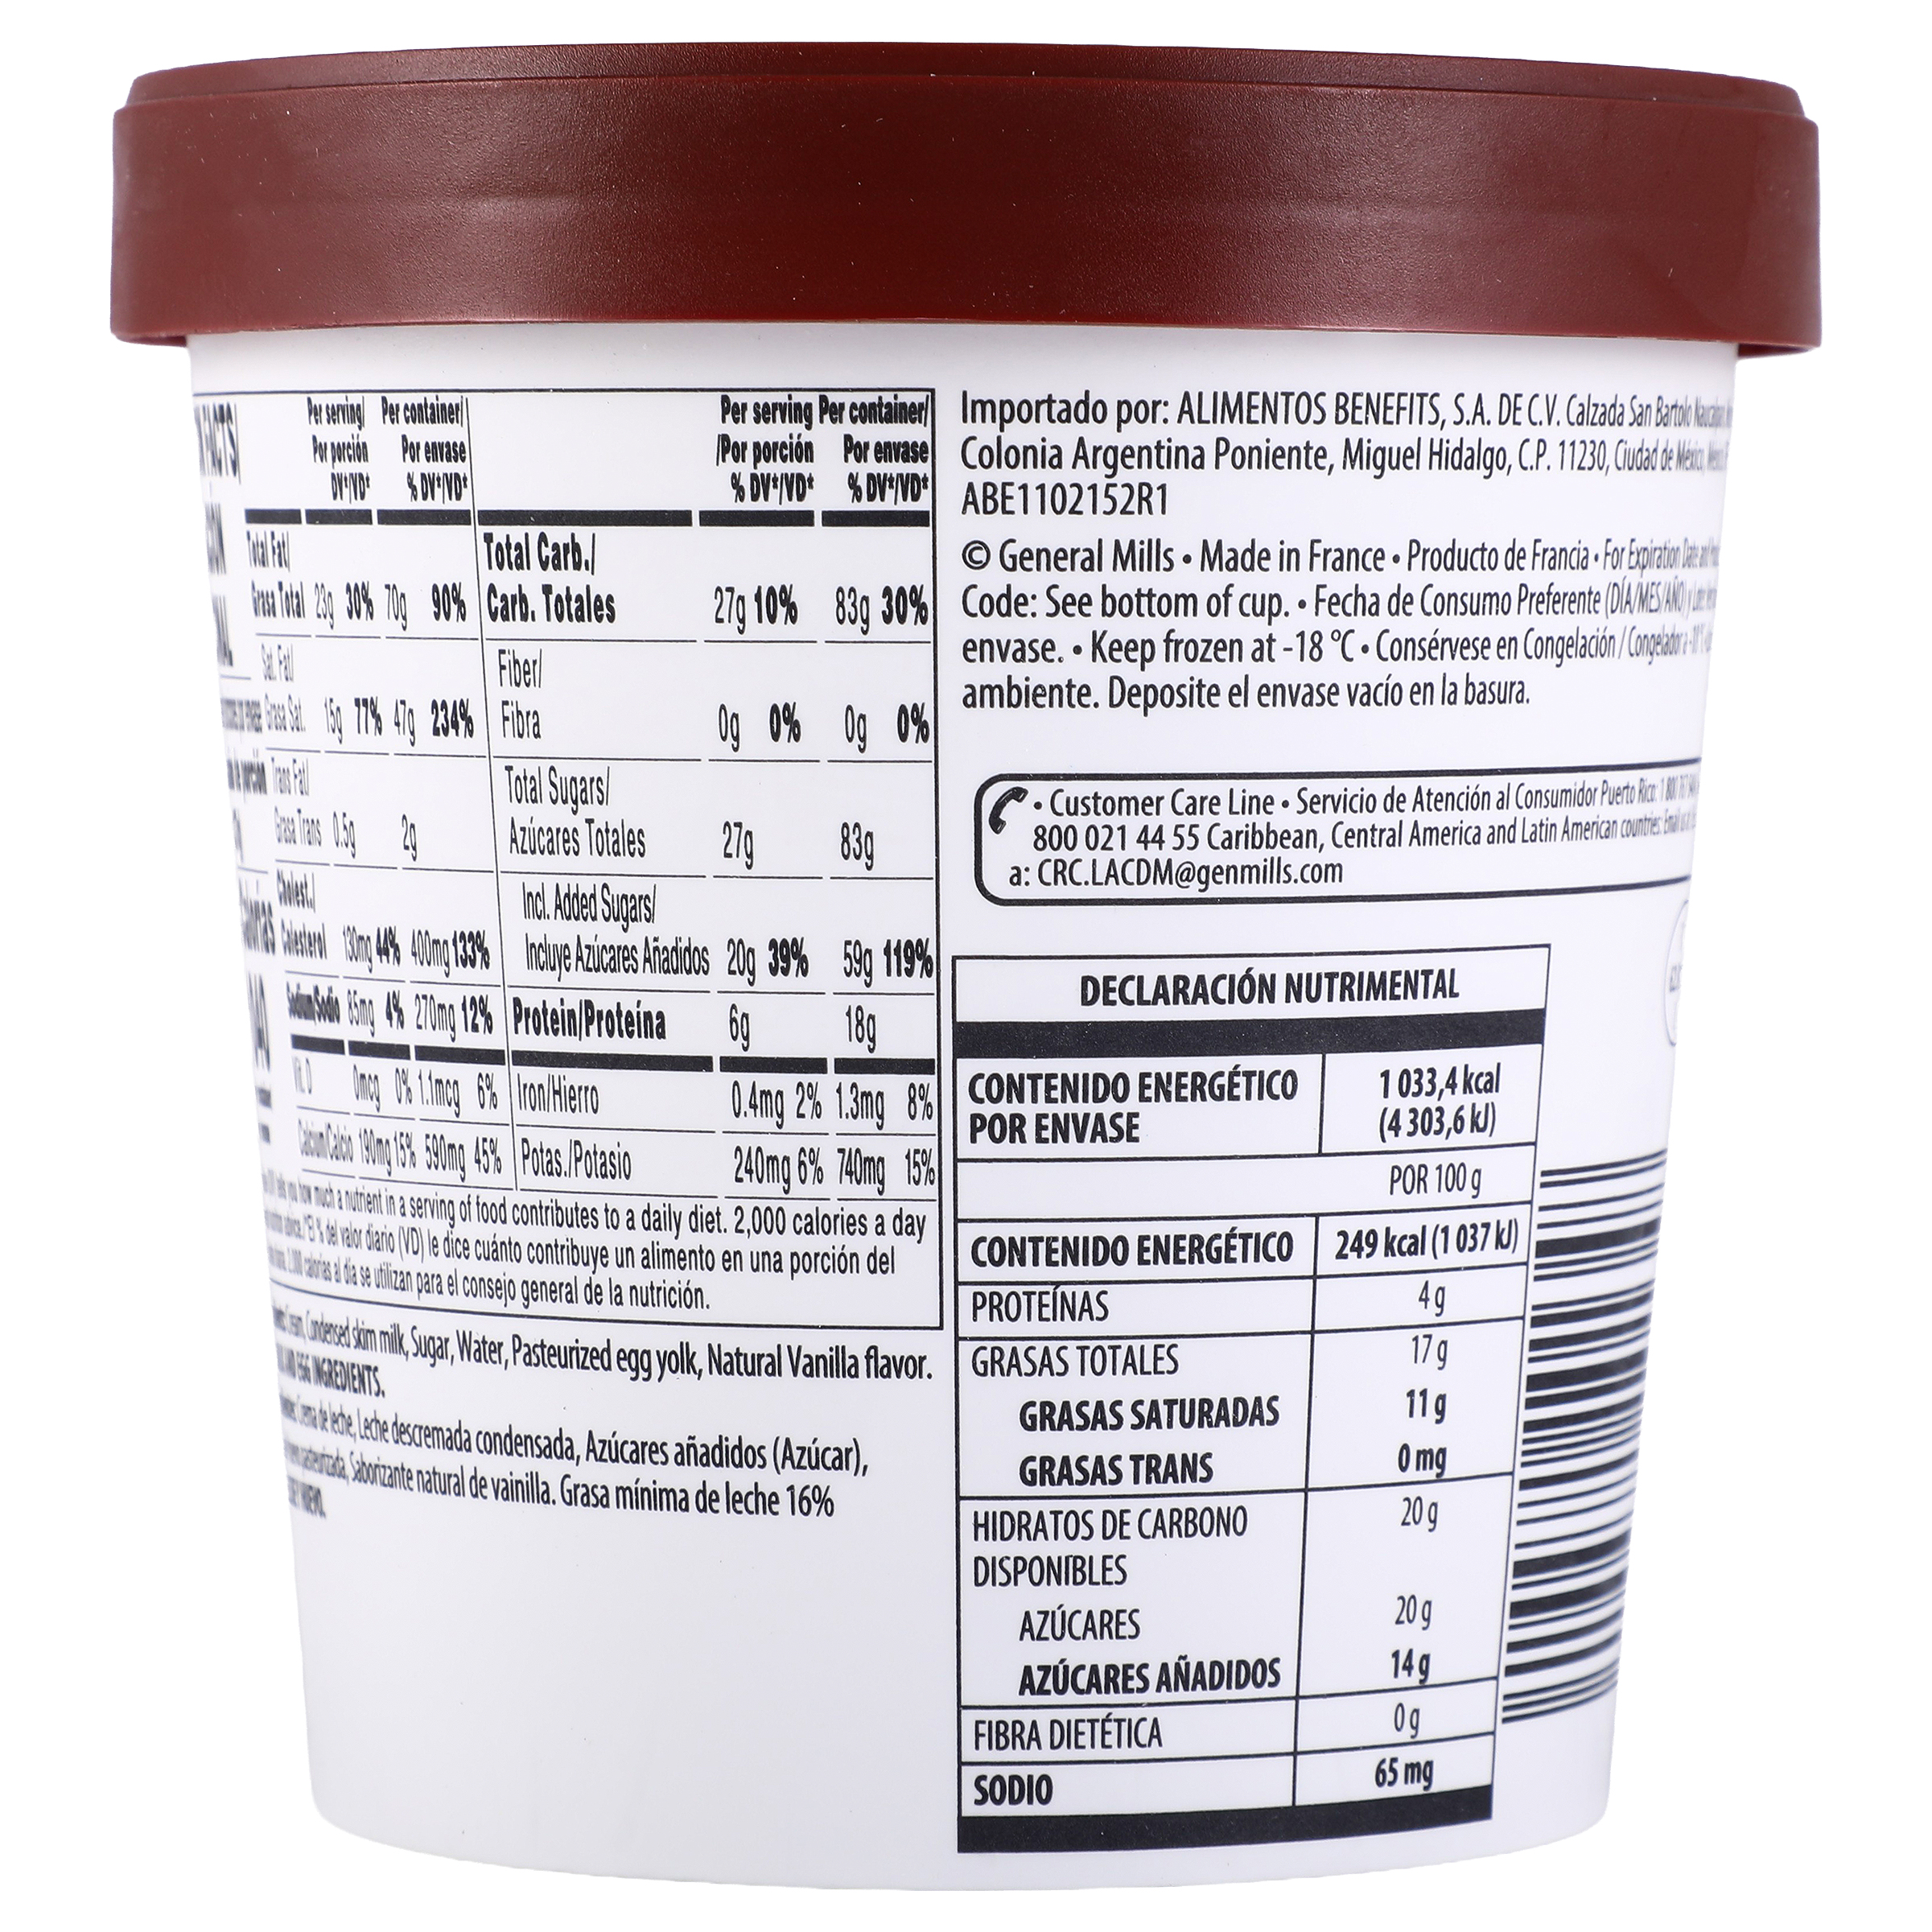 FACTS/
Per serving/ Per container/
Por porción Por envase
DV*/VD* % DV*/VD*
Total Fat/
Grasa Total 23g 30% 70g 90%
Sat. Fat/
Grasa Sat. 15g 77% 47g 234%
Trans Fat/
Grasa Trans 0.5g 2g
Cholest./
Colesterol 130mg 44% 400mg 133%
Sodium/Sodio 85mg 4% 270mg 12%
Vit. D 0mcg 0% 1.1mcg 6%
Calcium/Calcio 190mg 15% 590mg 45%
Per serving Per container/
/Por porción Por envase
% DV*/VD* % DV*/VD*
Total Carb./
Carb. Totales 27g 10% 83g 30%
Fiber/
Fibra 0g 0% 0g 0%
Total Sugars/
Azúcares Totales 27g 83g
Incl. Added Sugars/
Incluye Azúcares Añadidos 20g 39% 59g 119%
Protein/Proteína 6g 18g
Iron/Hierro 0.4mg 2% 1.3mg 8%
Potas./Potasio 240mg 6% 740mg 15%
you how much a nutrient in a serving of food contributes to a daily diet. 2,000 calories a day
*El % del valor diario (VD) le dice cuánto contribuye un alimento en una porción del
calorías al día se utilizan para el consejo general de la nutrición.
Cream, Condensed skim milk, Sugar, Water, Pasteurized egg yolk, Natural Vanilla flavor.
AND EGG INGREDIENTS.
Crema de leche, Leche descremada condensada, Azúcares añadidos (Azúcar),
pasteurizada, Saborizante natural de vainilla. Grasa mínima de leche 16%
HUEVO.
Importado por: ALIMENTOS BENEFITS, S.A. DE C.V. Calzada San Bartolo
Colonia Argentina Poniente, Miguel Hidalgo, C.P. 11230, Ciudad de México,
ABE1102152R1
© General Mills • Made in France • Producto de Francia • For Expiration Date and
Code: See bottom of cup. • Fecha de Consumo Preferente (DÍA/MES/AÑO) y
envase. • Keep frozen at -18 °C • Consérvese en Congelación / Congelador a
ambiente. Deposite el envase vacío en la basura.
• Customer Care Line • Servicio de Atención al Consumidor Puerto Rico: 1 800
800 021 44 55 Caribbean, Central America and Latin American countries: Email
a: CRC.LACDM@genmills.com
DECLARACIÓN NUTRIMENTAL
CONTENIDO ENERGÉTICO 1 033,4 kcal
POR ENVASE (4 303,6 kJ)
POR 100 g
CONTENIDO ENERGÉTICO 249 kcal (1 037 kJ)
PROTEÍNAS 4 g
GRASAS TOTALES 17 g
GRASAS SATURADAS 11 g
GRASAS TRANS 0 mg
HIDRATOS DE CARBONO 20 g
DISPONIBLES
AZÚCARES 20 g
AZÚCARES AÑADIDOS 14 g
FIBRA DIETÉTICA 0 g
SODIO 65 mg